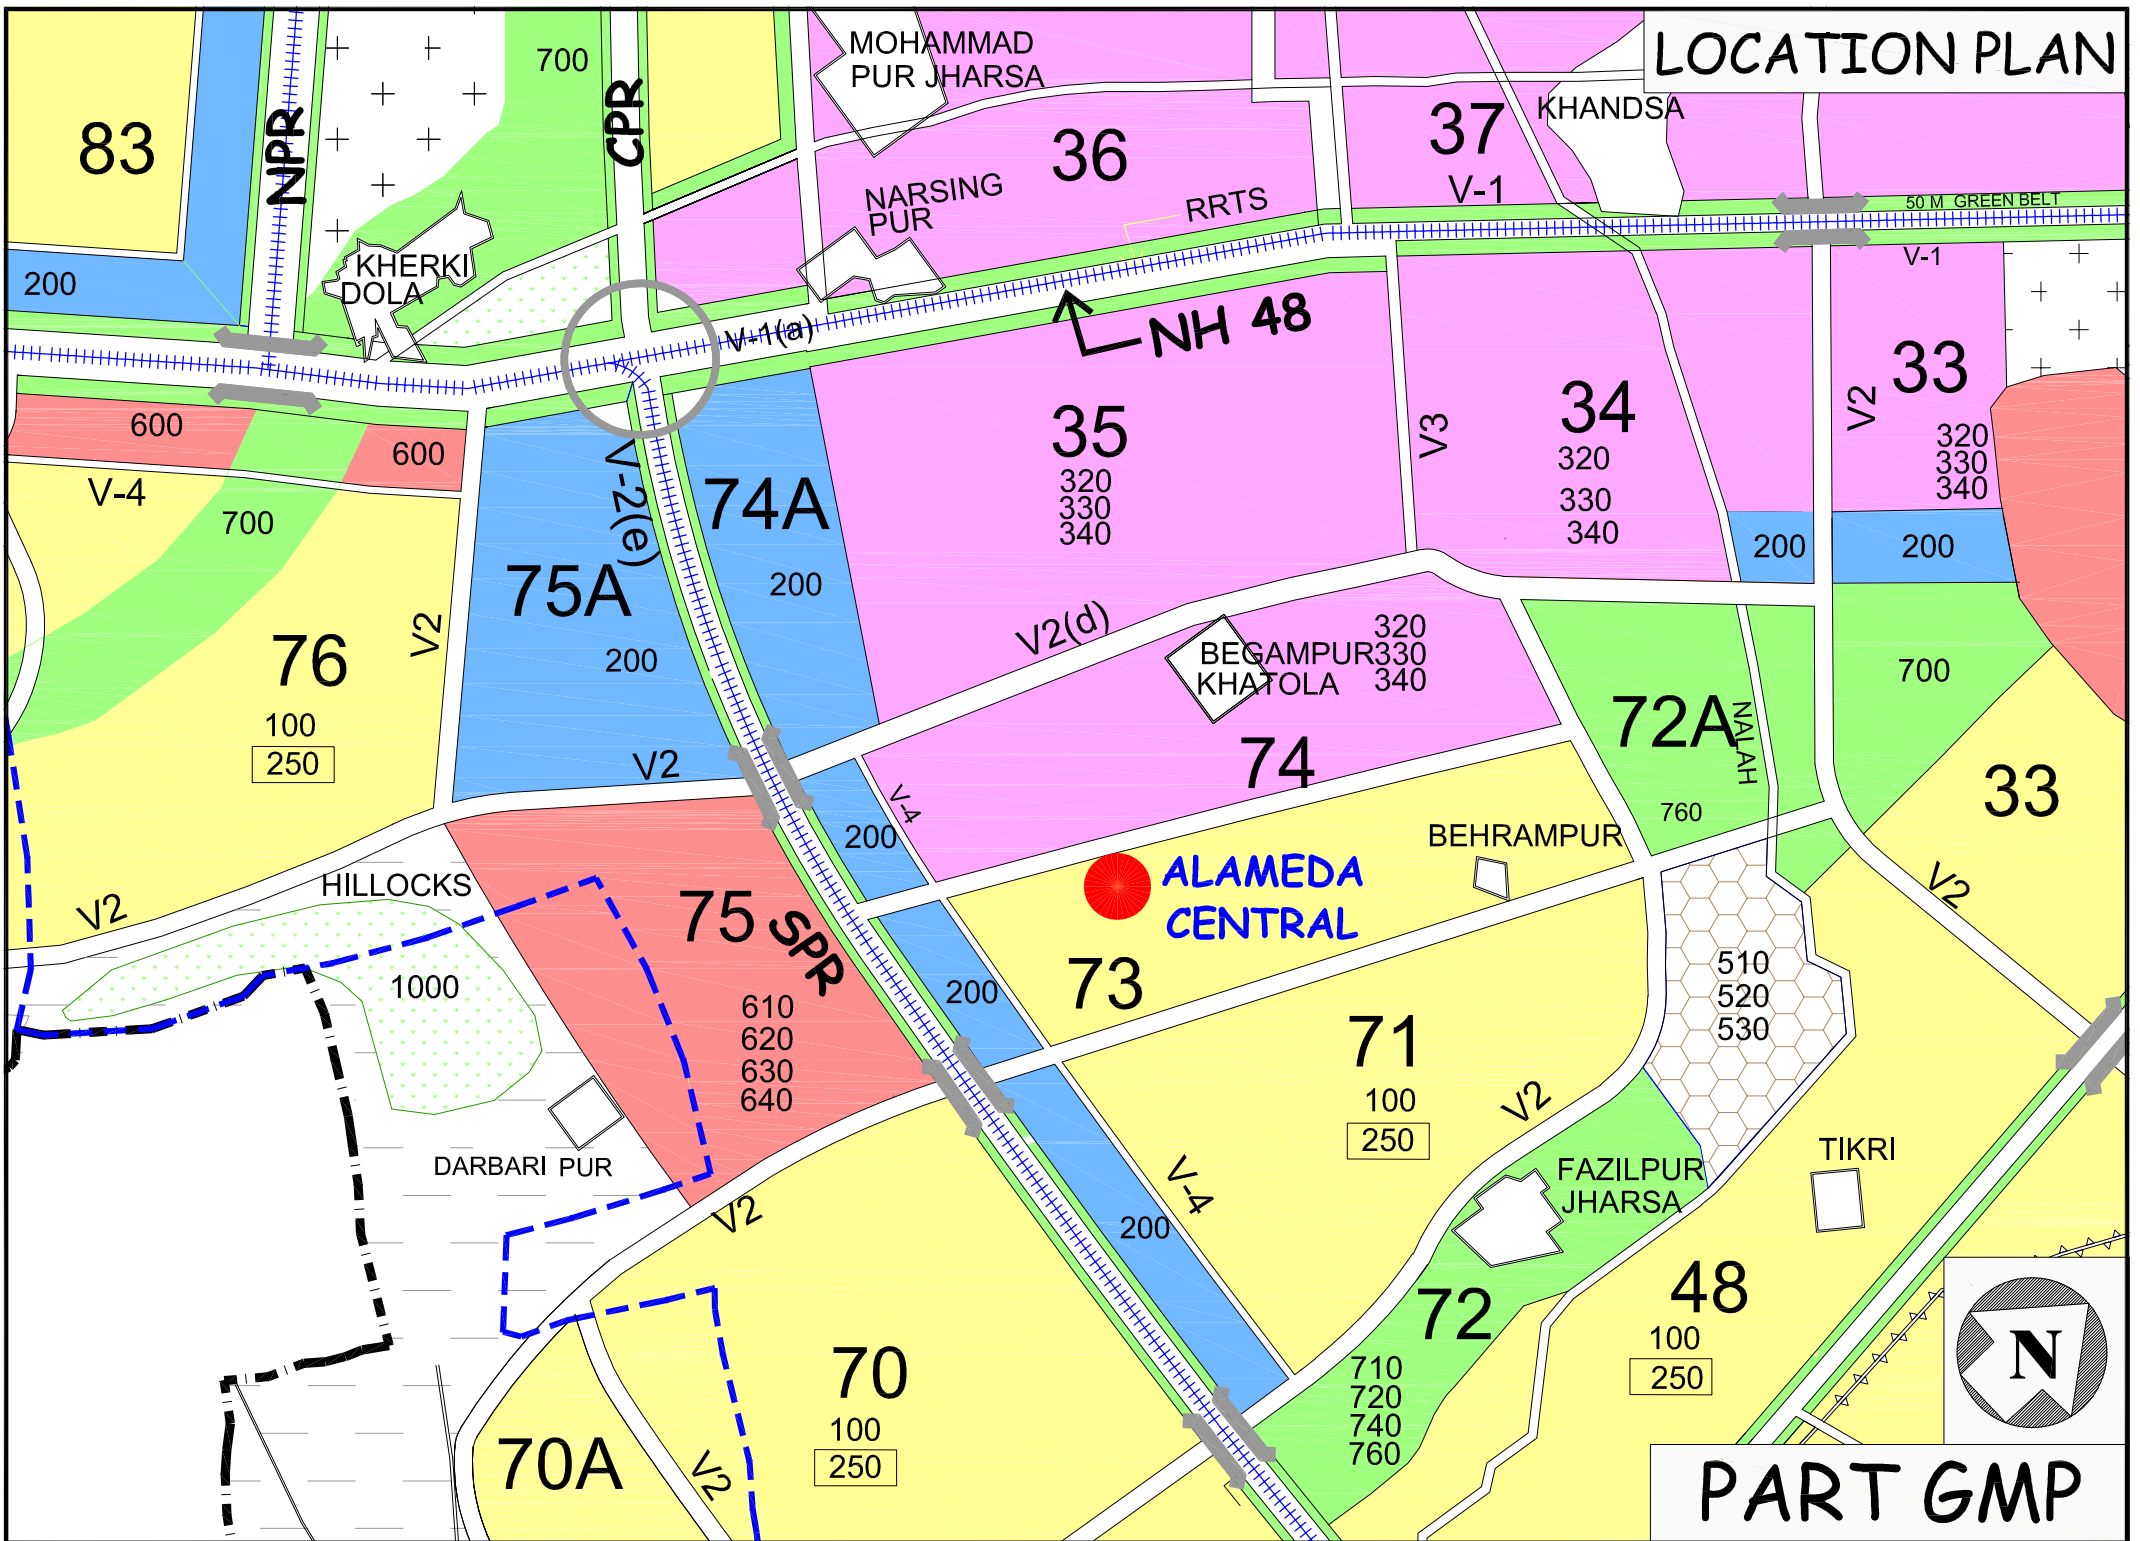 LOCATION PLAN
700
MOHAMMAD
PUR JHARSA
83
NPR
CPR
36
37
KHANDSA
V-1
NARSING
PUR
RRTS
50 M GREEN BELT
V-1
200
KHERKI
DOLA
V-1(a)
NH 48
600
600
V-4
700
V-2(e)
74A
200
75A
200
35
320
330
340
V3
34
320
330
340
V2
33
320
330
340
200
200
76
100
250
V2
V2(d)
BEGAMPUR
KHATOLA
320
330
340
74
72A
NALAH
760
700
33
V2
V-4
200
BEHRAMPUR
ALAMEDA
CENTRAL
V2
HILLOCKS
V2
1000
75
SPR
610
620
630
640
200
73
510
520
530
71
100
250
V2
DARBARI PUR
V2
V-4
200
FAZILPUR
JHARSA
TIKRI
72
710
720
740
760
48
100
250
70
100
250
70A
V2
N
PART GMP